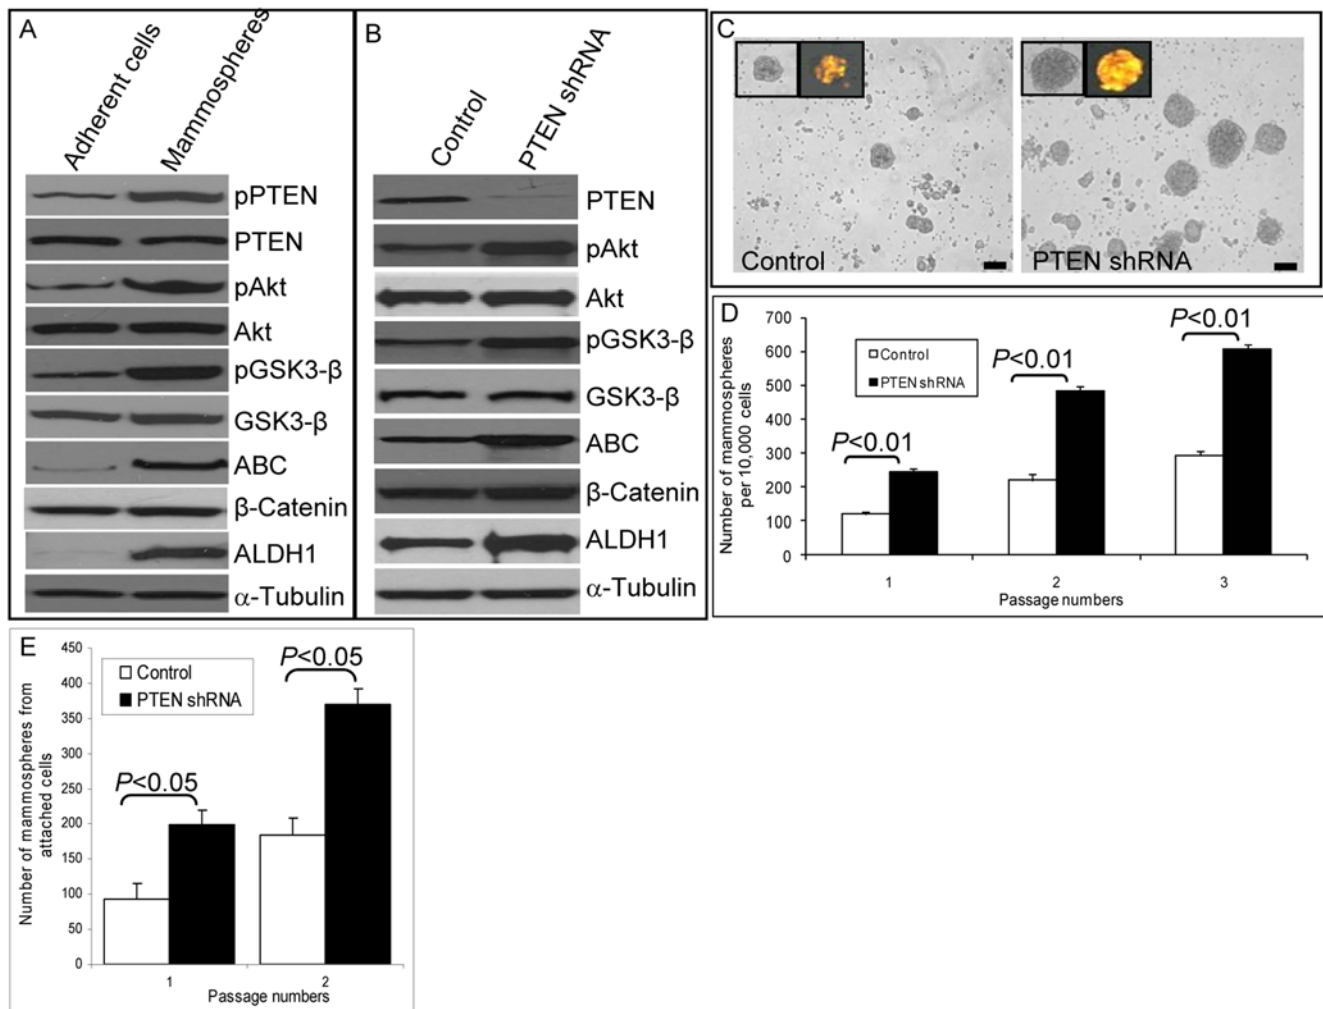 A
Adherent cells
Mammospheres
pPTEN
PTEN
pAkt
Akt
pGSK3-β
GSK3-β
ABC
β-Catenin
ALDH1
α-Tubulin
B
Control
PTEN shRNA
PTEN
pAkt
Akt
pGSK3-β
GSK3-β
ABC
β-Catenin
ALDH1
α-Tubulin
C
Control
PTEN shRNA
D
Number of mammospheres
per 10,000 cells
700
600
500
400
300
200
100
0
Control
PTEN shRNA
P<0.01
P<0.01
P<0.01
1
2
3
Passage numbers
E
Number of mammospheres from
attached cells
450
400
350
300
250
200
150
100
50
0
Control
PTEN shRNA
P<0.05
P<0.05
1
2
Passage numbers